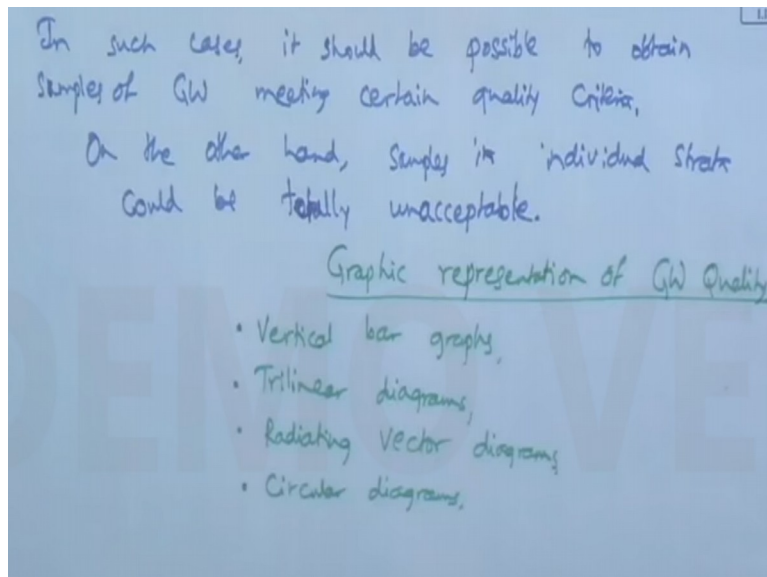 In such cases, it should be possible to obtain
Samples of GW meeting certain quality Criteria.
On the other hand, Samples in individual Strata
Could be totally unacceptable.
Graphic representation of GW Quality
• Vertical bar graphs,
• Trilinear diagrams,
• Radiating Vector diagrams
• Circular diagrams.
DEMO VE